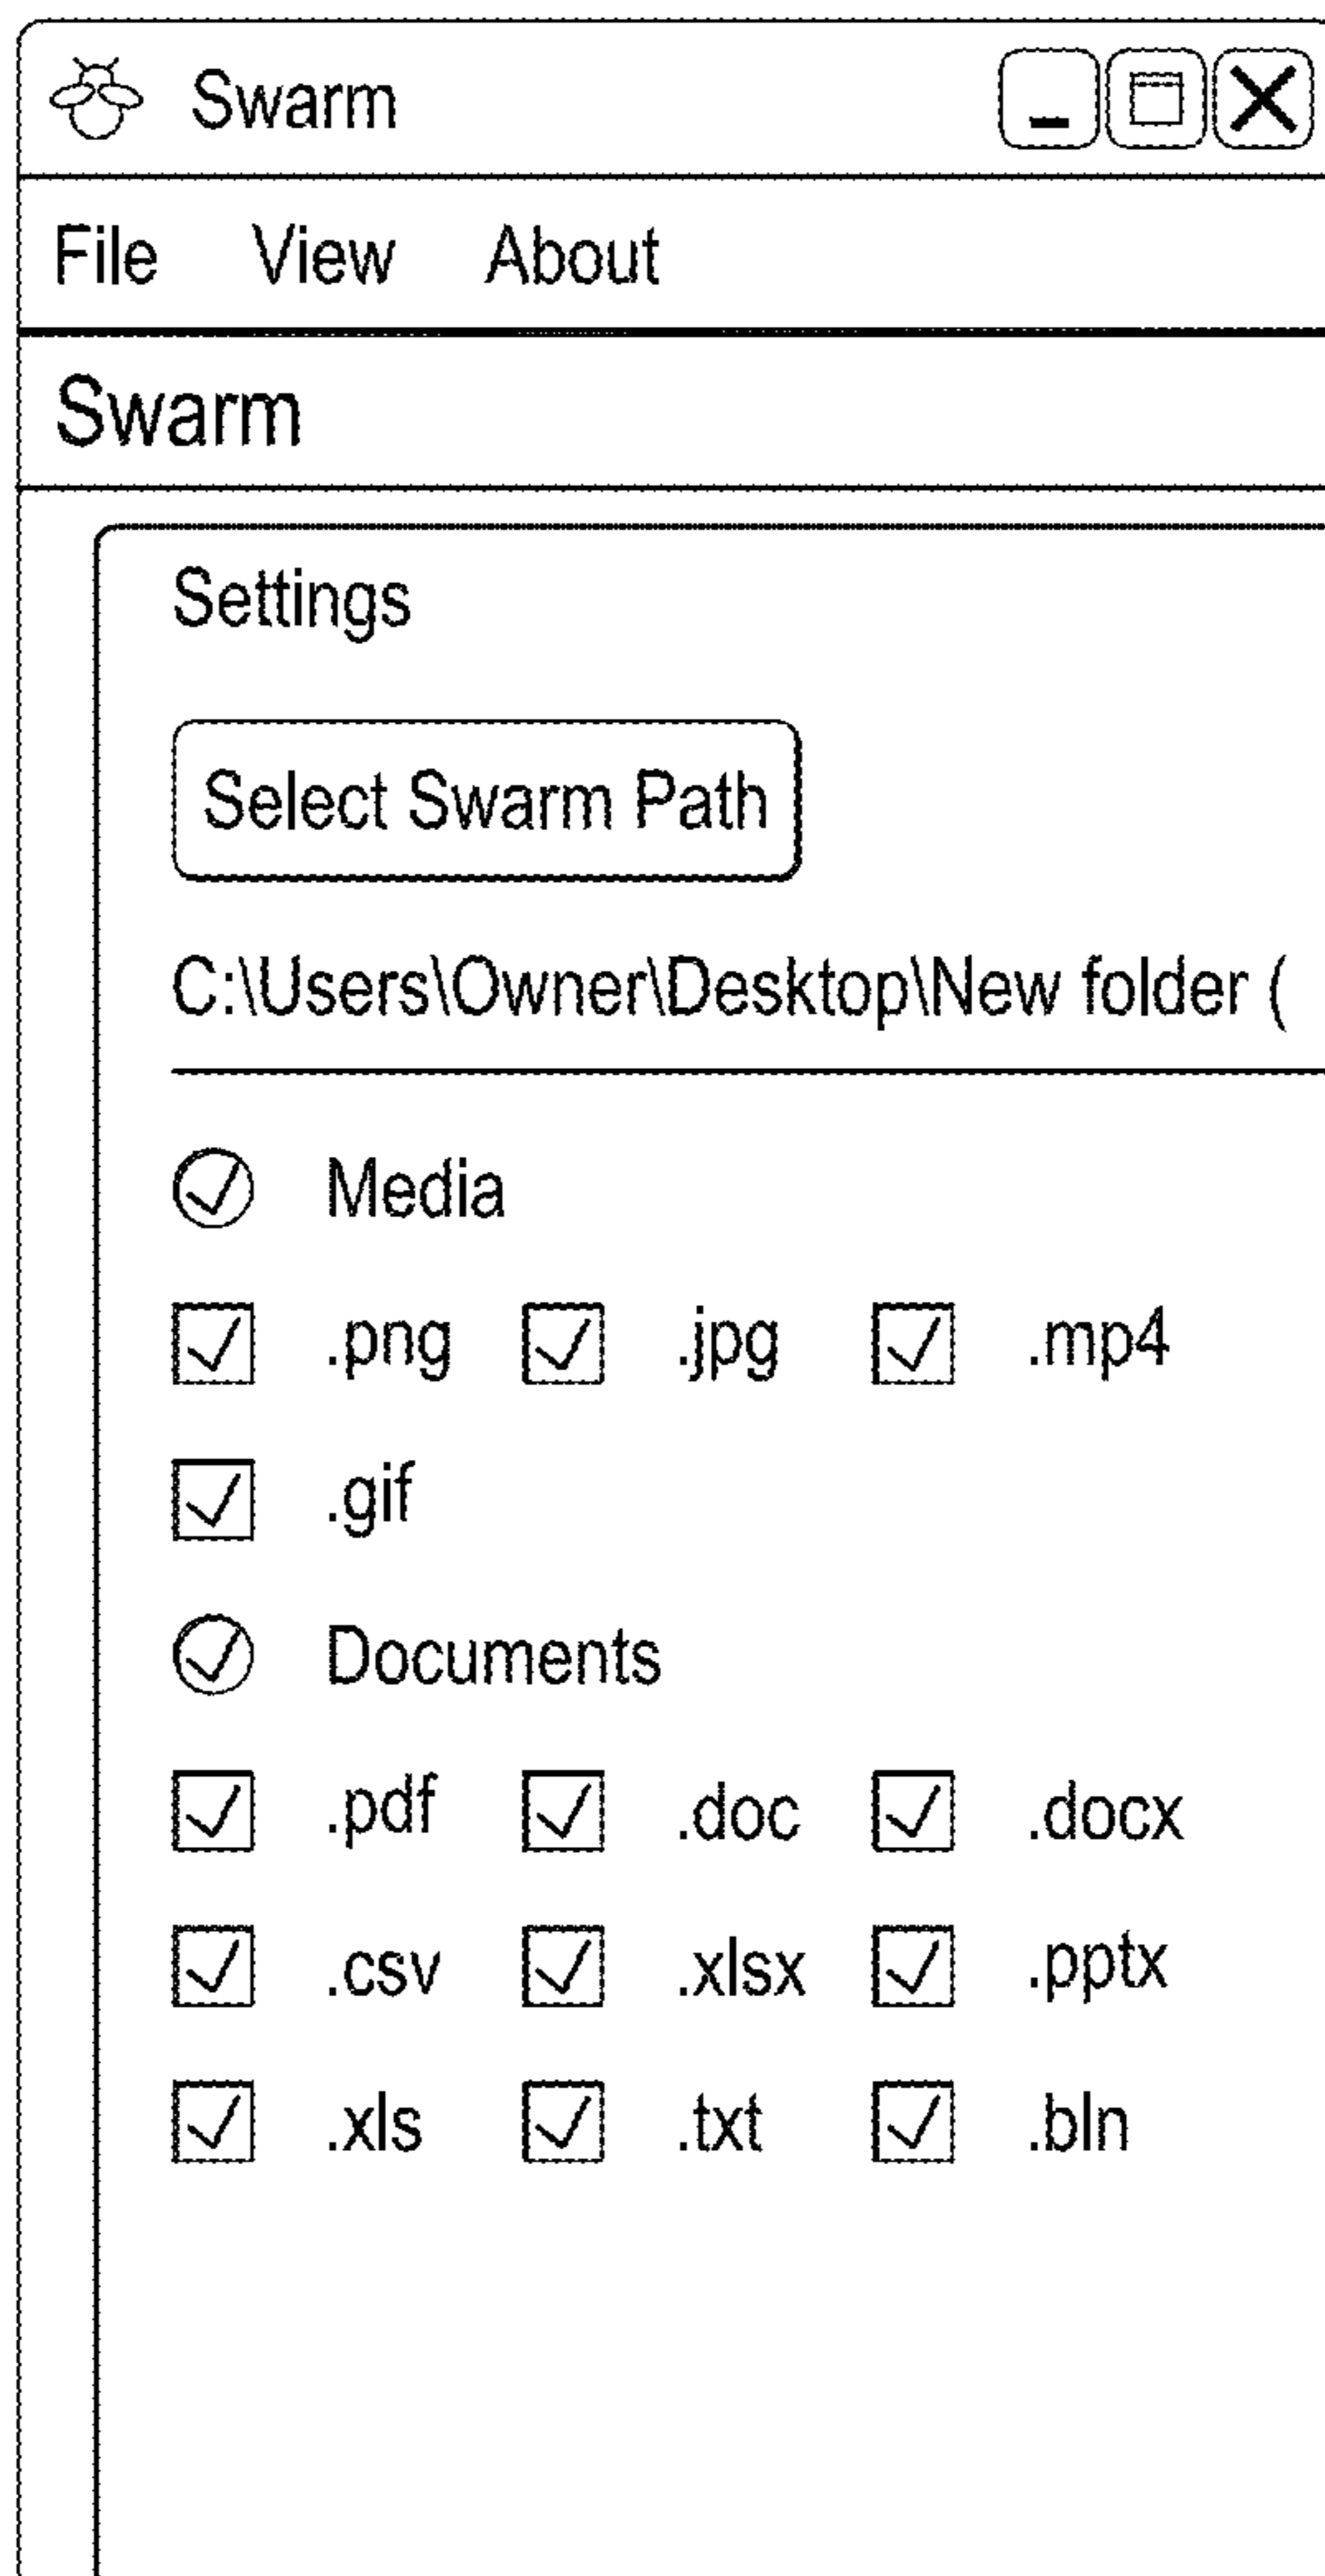 Swarm
File View About
Swarm
Settings
Select Swarm Path
C:\Users\Owner\Desktop\New folder (
Media
.png .jpg .mp4
.gif
Documents
.pdf .doc .docx
.csv .xlsx .pptx
.xls .txt .bln